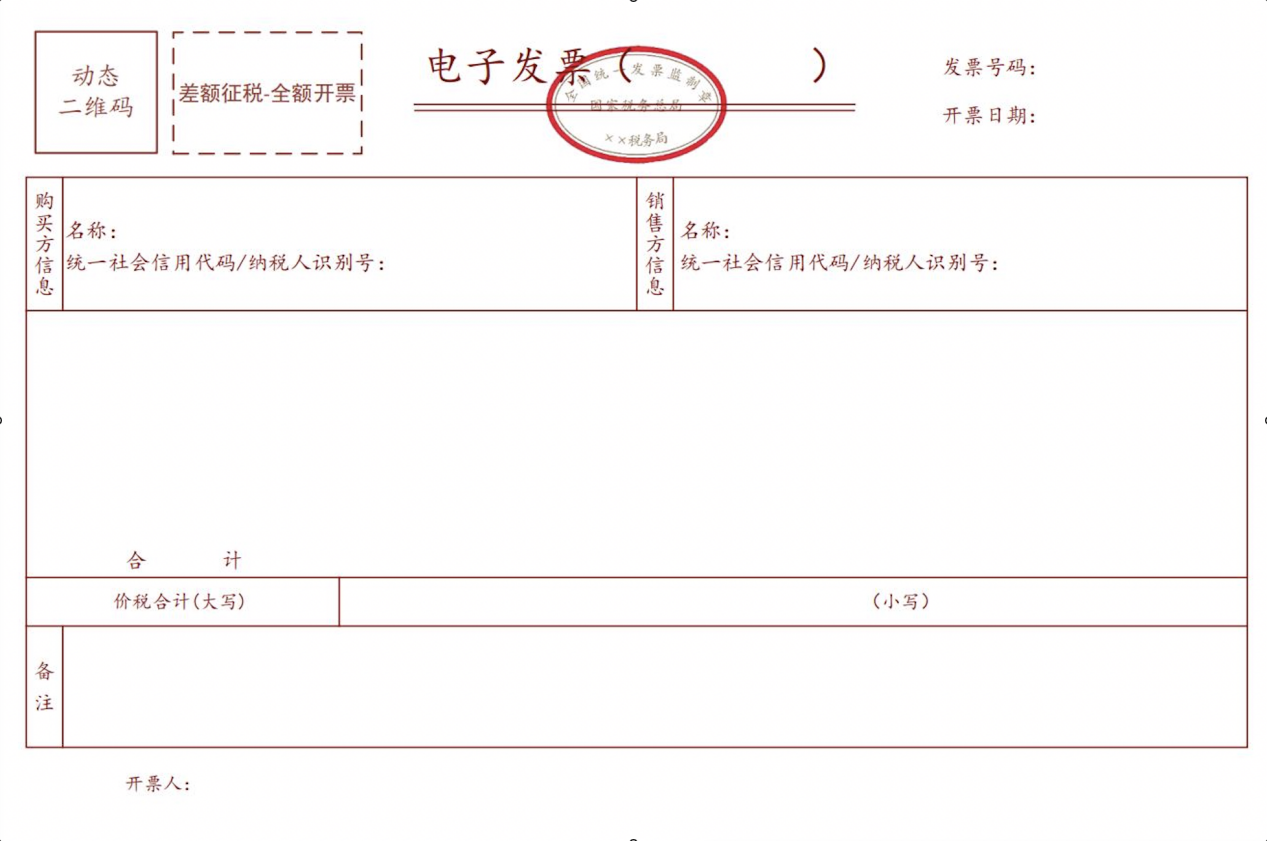 动态
二维码
差额征税-全额开票
电子发票（ ）
全国统一发票监制章
国家税务总局
××税务局
发票号码：
开票日期：
购买方信息
名称：
统一社会信用代码/纳税人识别号：
销售方信息
名称：
统一社会信用代码/纳税人识别号：
合 计
价税合计(大写)
（小写）
备注
开票人：